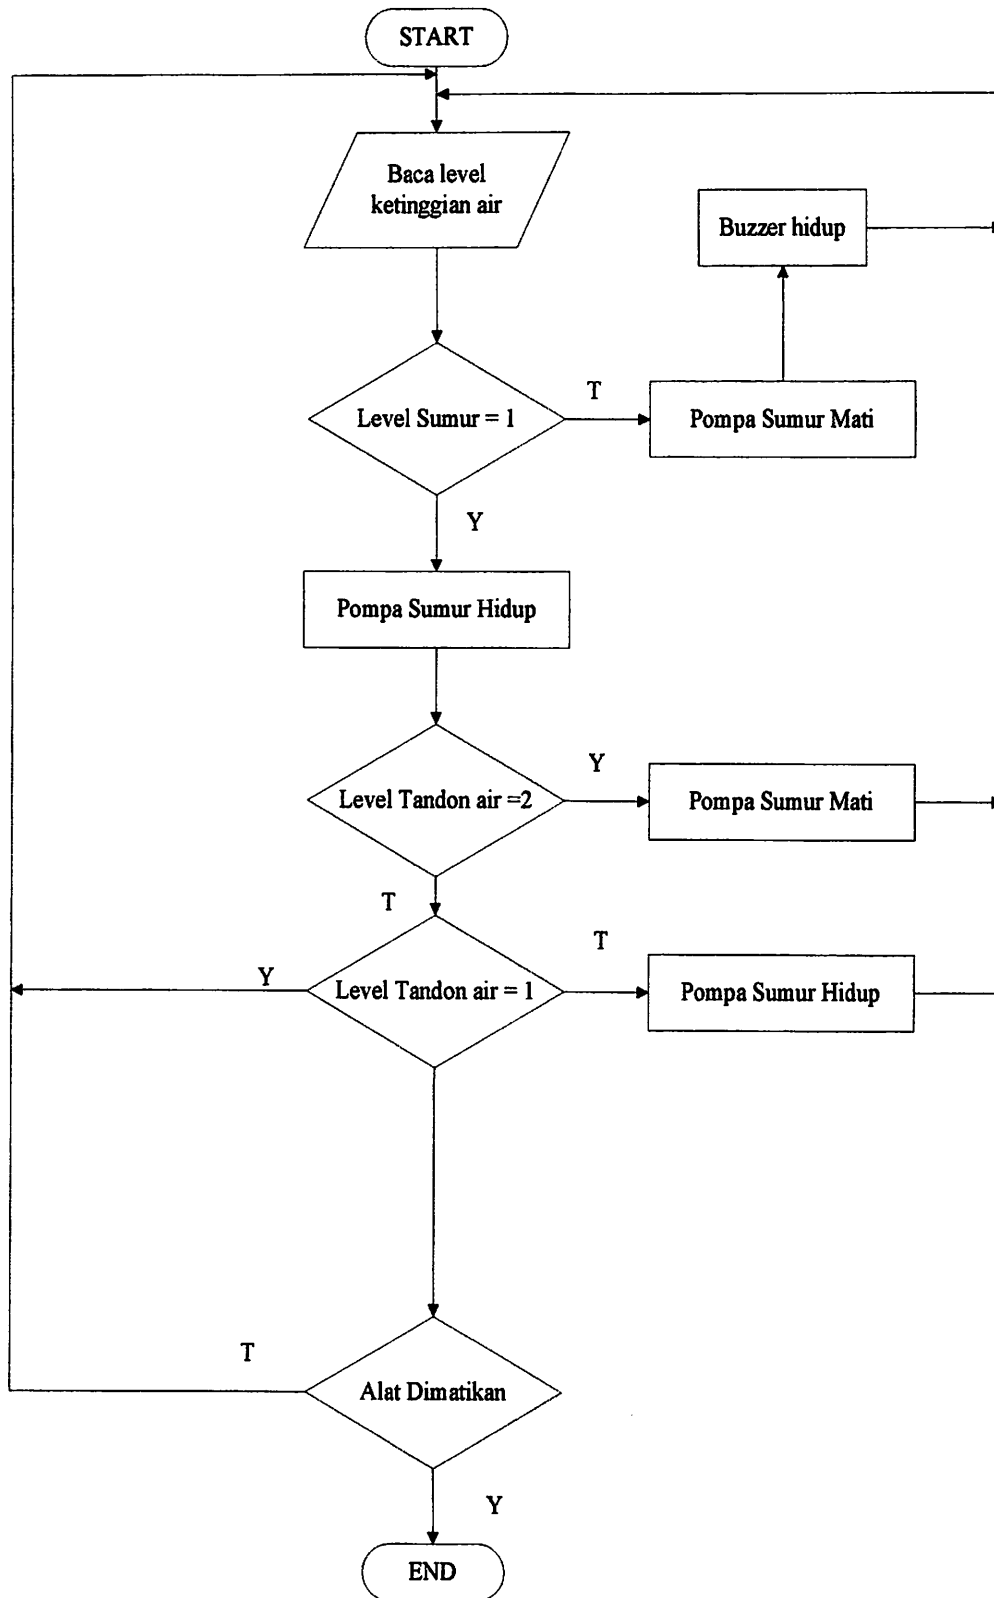 START
Baca level
ketinggian air
Buzzer hidup
Level Sumur = 1
T
Pompa Sumur Mati
Y
Pompa Sumur Hidup
Level Tandon air =2
Y
Pompa Sumur Mati
T
Level Tandon air = 1
Y
T
Pompa Sumur Hidup
Alat Dimatikan
T
Y
END